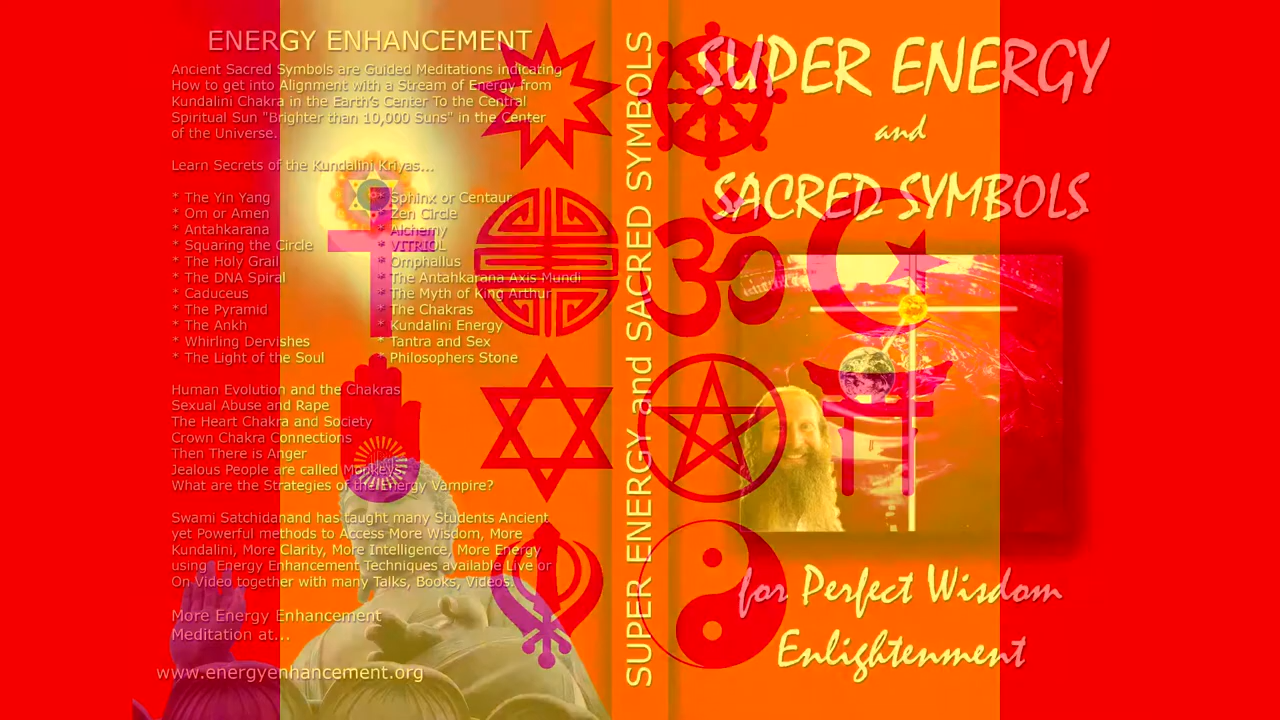 ENERGY ENHANCEMENT
Ancient Sacred Symbols are Guided Meditations indicating
How to get into Alignment with a Stream of Energy from
Kundalini Chakra in the Earth's Center To the Central
Spiritual Sun "Brighter than 10,000 Suns" in the Center
of the Universe.
Learn Secrets of the Kundalini Kriyas...
* The Yin Yang
* Om or Amen
* Antahkarana
* Squaring the Circle
* The Holy Grail
* The DNA Spiral
* Caduceus
* The Pyramid
* The Ankh
* Whirling Dervishes
* The Light of the Soul
* Sphinx or Centaur
* Zen Circle
* Alchemy
* VITRIOL
* Omphallus
* The Antahkarana Axis Mundi
* The Myth of King Arthur
* The Chakras
* Kundalini Energy
* Tantra and Sex
* Philosophers Stone
Human Evolution and the Chakras
Sexual Abuse and Rape
The Heart Chakra and Society
Crown Chakra Connections
Then There is Anger
Jealous People are called Monkeys.
What are the Strategies of the Energy Vampire?
Swami Satchidanand has taught many Students Ancient
yet Powerful methods to Access More Wisdom, More
Kundalini, More Clarity, More Intelligence, More Energy
using Energy Enhancement Techniques available Live or
On Video together with many Talks, Books, Videos.
More Energy Enhancement
Meditation at...
www.energyenhancement.org
SUPER ENERGY and SACRED SYMBOLS
SUPER ENERGY
and
SACRED SYMBOLS
for Perfect Wisdom
Enlightenment